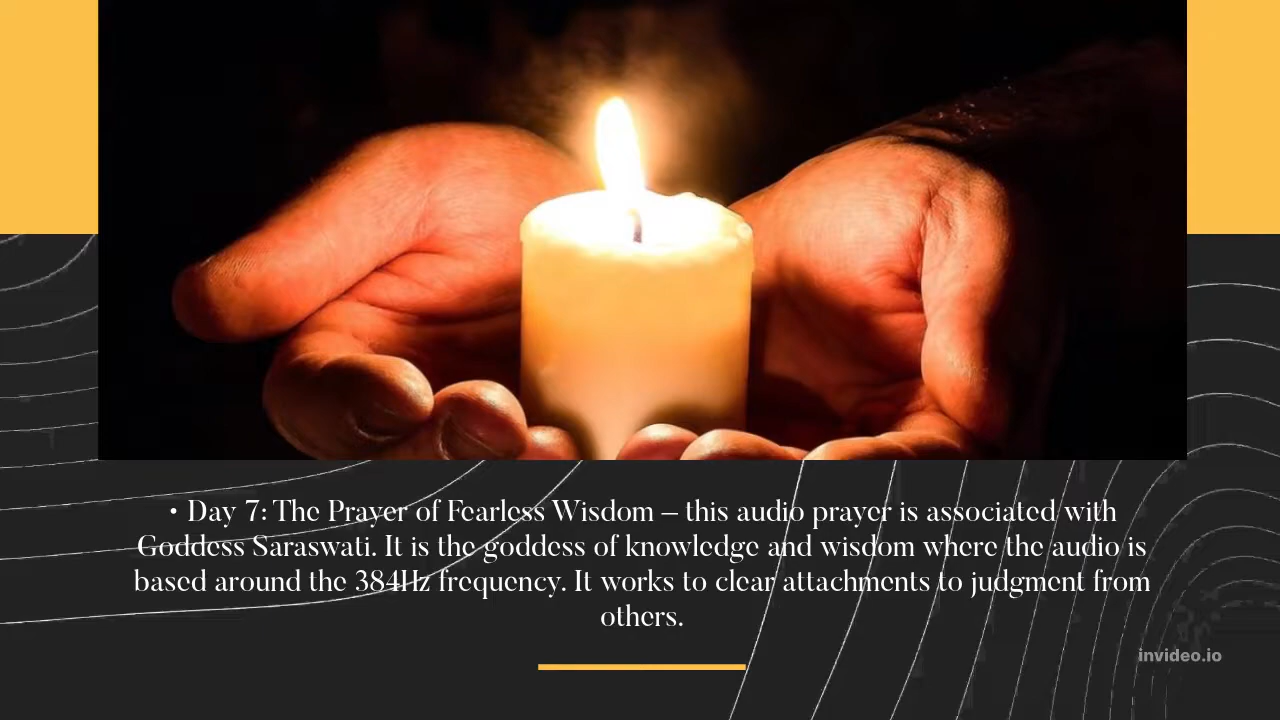 • Day 7: The Prayer of Fearless Wisdom – this audio prayer is associated with
Goddess Saraswati. It is the goddess of knowledge and wisdom where the audio is
based around the 384Hz frequency. It works to clear attachments to judgment from
others.
invideo.io